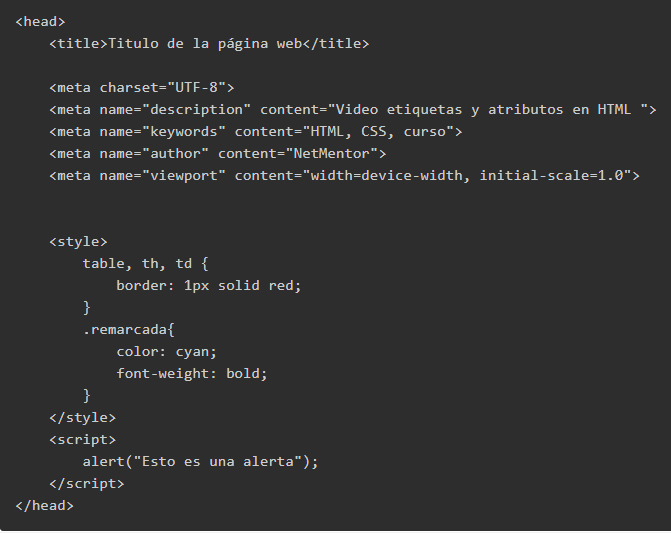 <head>
    <title>Titulo de la página web</title>

    <meta charset="UTF-8">
    <meta name="description" content="Video etiquetas y atributos en HTML ">
    <meta name="keywords" content="HTML, CSS, curso">
    <meta name="author" content="NetMentor">
    <meta name="viewport" content="width=device-width, initial-scale=1.0">


    <style>
        table, th, td {
            border: 1px solid red;
        }
        .remarcada{
            color: cyan;
            font-weight: bold;
        }
    </style>
    <script>
        alert("Esto es una alerta");
    </script>
</head>